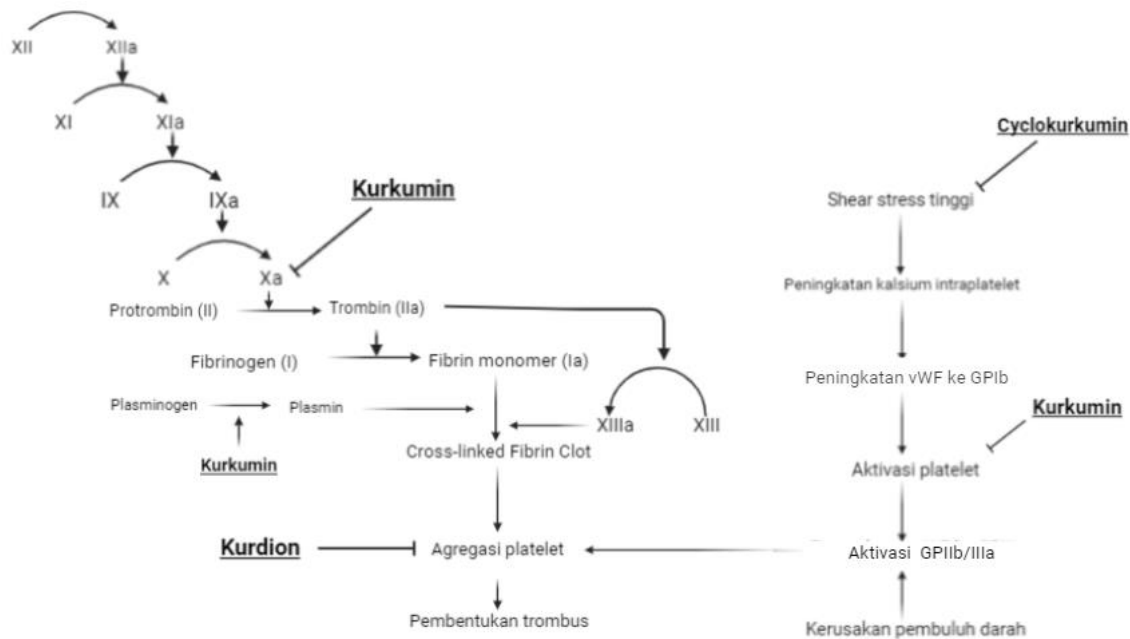 XII
XIIa
XI
XIa
IX
IXa
Kurkumin
X
Xa
Protrombin (II)
Trombin (IIa)
Fibrinogen (I)
Fibrin monomer (Ia)
Plasminogen
Plasmin
XIIIa
XIII
Kurkumin
Cross-linked Fibrin Clot
Kurdion
Agregasi platelet
Pembentukan trombus
Cyclokurkumin
Shear stress tinggi
Peningkatan kalsium intraplatelet
Peningkatan vWF ke GPIb
Kurkumin
Aktivasi platelet
Aktivasi GPIIb/IIIa
Kerusakan pembuluh darah